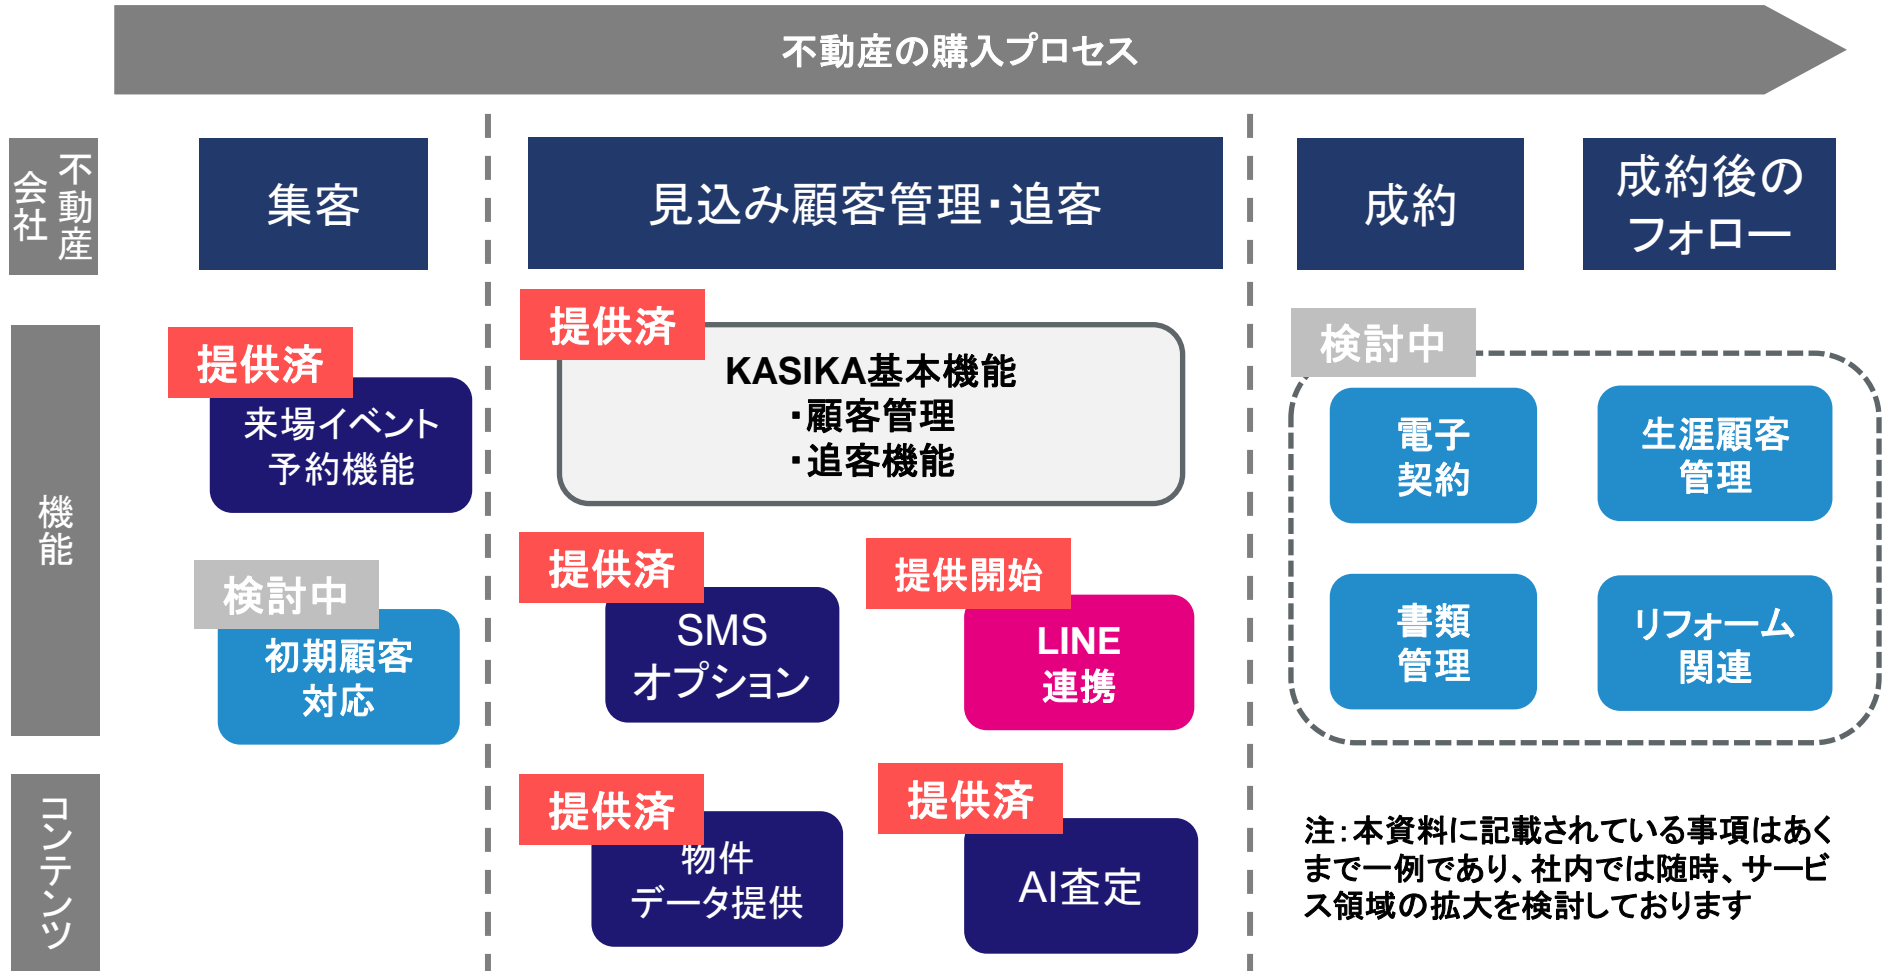 不動産の購入プロセス
不動産
会社
集客
見込み顧客管理・追客
成約
成約後の
フォロー
機能
提供済
来場イベント
予約機能
検討中
初期顧客
対応
提供済
KASIKA基本機能
・顧客管理
・追客機能
提供済
SMS
オプション
提供開始
LINE
連携
検討中
電子
契約
生涯顧客
管理
書類
管理
リフォーム
関連
コンテンツ
提供済
物件
データ提供
提供済
AI査定
注：本資料に記載されている事項はあく
まで一例であり、社内では随時、サービ
ス領域の拡大を検討しております